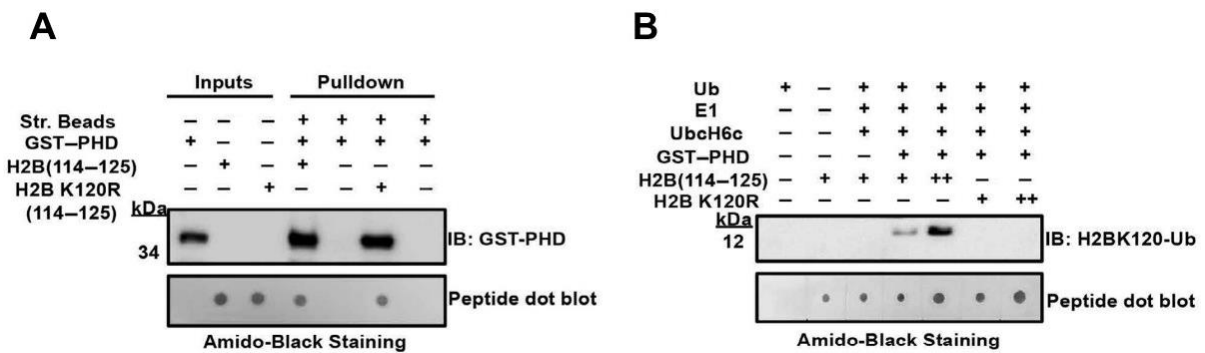 A
Inputs Pulldown
Str. Beads – – – + + + +
GST–PHD + – – + + + +
H2B(114–125) – + – + – – –
H2B K120R – – + – – + –
(114–125)
kDa
34
IB: GST-PHD
Peptide dot blot
Amido-Black Staining
B
Ub + – + + + + +
E1 – – + + + + +
UbcH6c – – + + + + +
GST–PHD – – – + + + +
H2B(114–125) – + + + ++ – –
H2B K120R – – – – – + ++
kDa
12
IB: H2BK120-Ub
Peptide dot blot
Amido-Black Staining